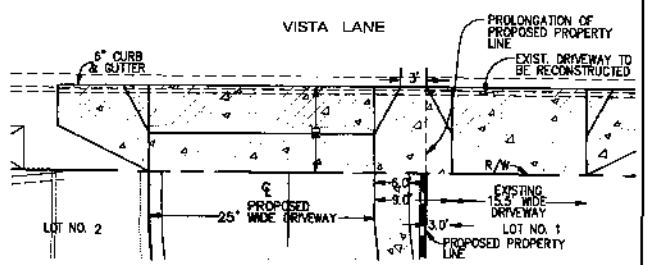 VISTA LANE
PROLONGATION OF
PROPOSED PROPERTY
LINE
6" CURB
& GUTTER
EXIST. DRIVEWAY TO
BE RECONSTRUCTED
3'
R/W
6.0'
9.0'
3.0'
℄
PROPOSED
25' WIDE DRIVEWAY
EXISTING
15.5' WIDE
DRIVEWAY
LOT NO. 2
LOT NO. 1
PROPOSED PROPERTY
LINE